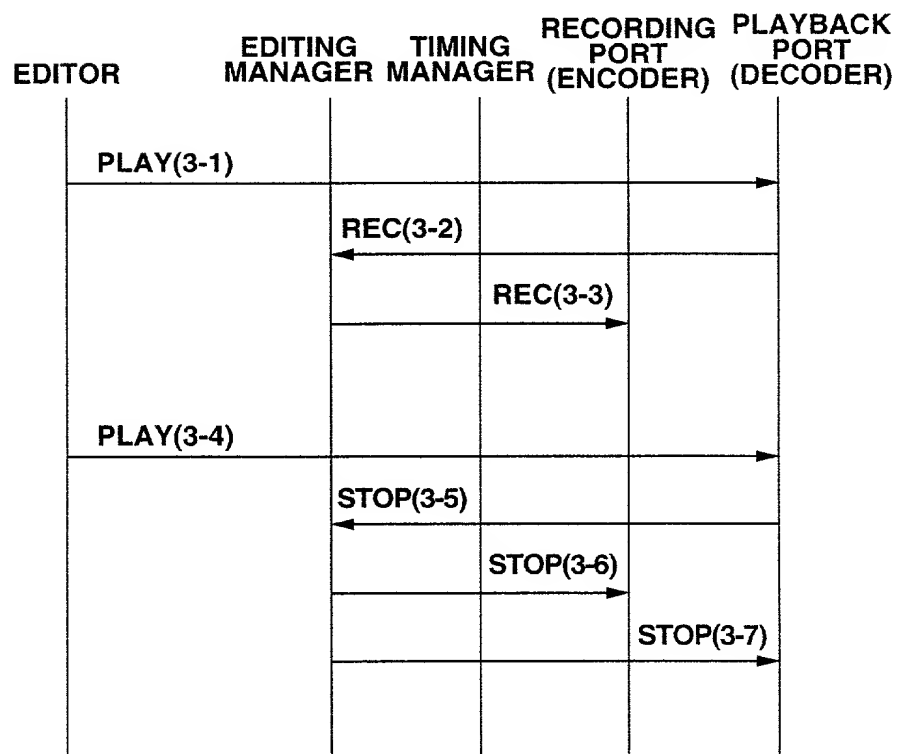 EDITOR
EDITING
MANAGER
TIMING
MANAGER
RECORDING
PORT
(ENCODER)
PLAYBACK
PORT
(DECODER)
PLAY(3-1)
REC(3-2)
REC(3-3)
PLAY(3-4)
STOP(3-5)
STOP(3-6)
STOP(3-7)